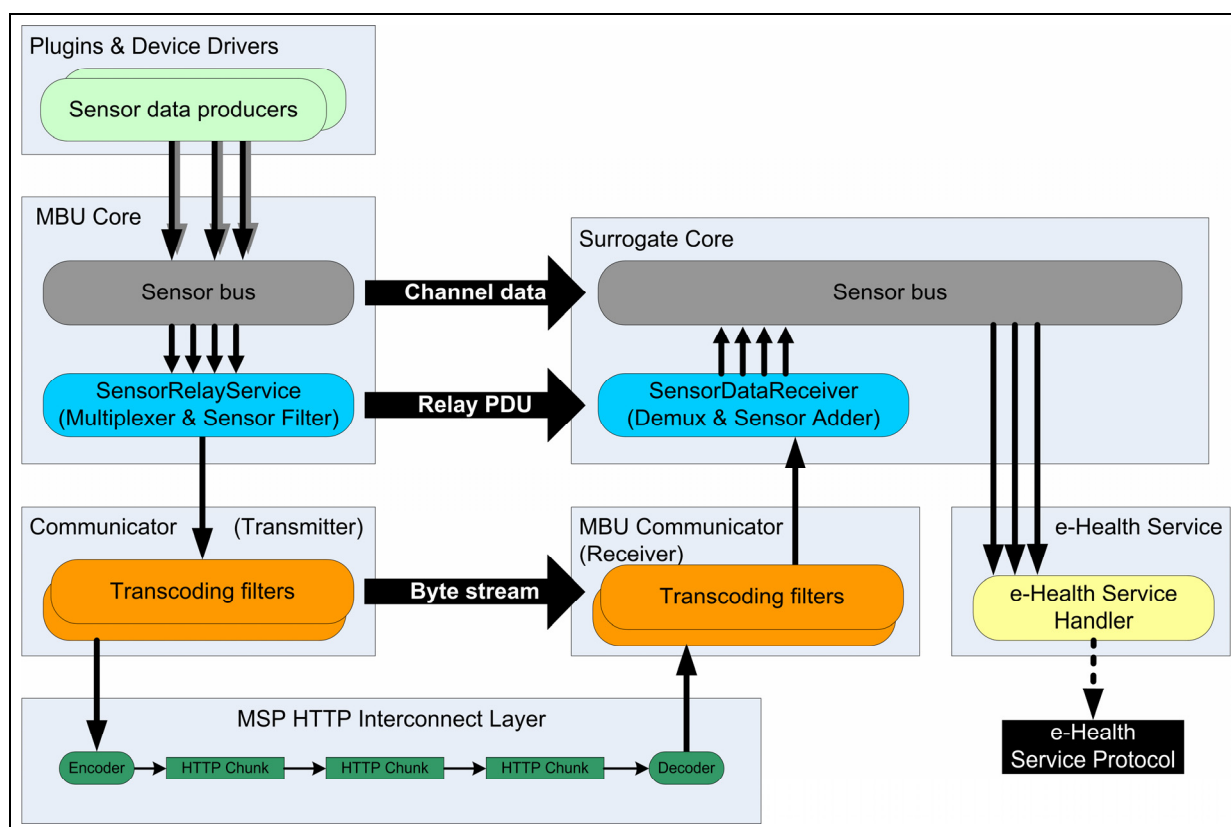 Plugins & Device Drivers
Sensor data producers
MBU Core
Sensor bus
Channel data
Surrogate Core
Sensor bus
SensorRelayService
(Multiplexer & Sensor Filter)
Relay PDU
SensorDataReceiver
(Demux & Sensor Adder)
Communicator (Transmitter)
Transcoding filters
Byte stream
MBU Communicator
(Receiver)
Transcoding filters
e-Health Service
e-Health Service
Handler
MSP HTTP Interconnect Layer
Encoder
HTTP Chunk
HTTP Chunk
HTTP Chunk
Decoder
e-Health
Service Protocol